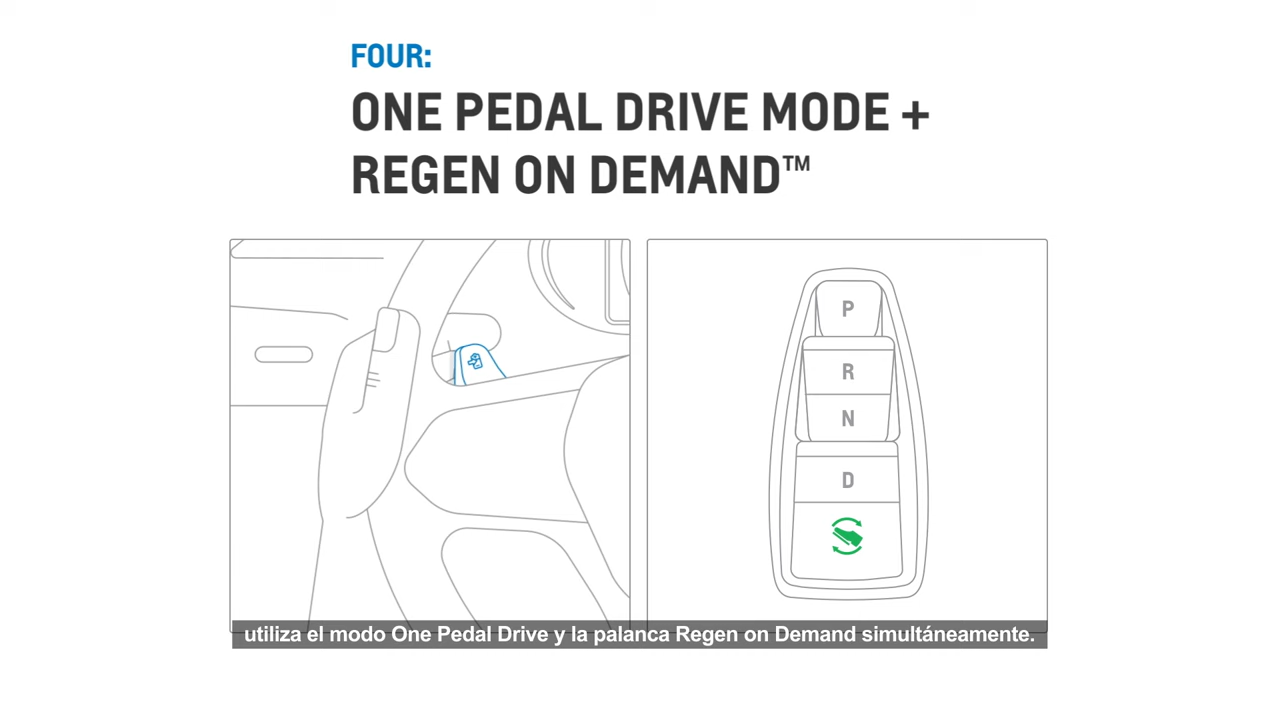 FOUR:
ONE PEDAL DRIVE MODE +
REGEN ON DEMAND™
P
R
N
D
utiliza el modo One Pedal Drive y la palanca Regen on Demand simultáneamente.